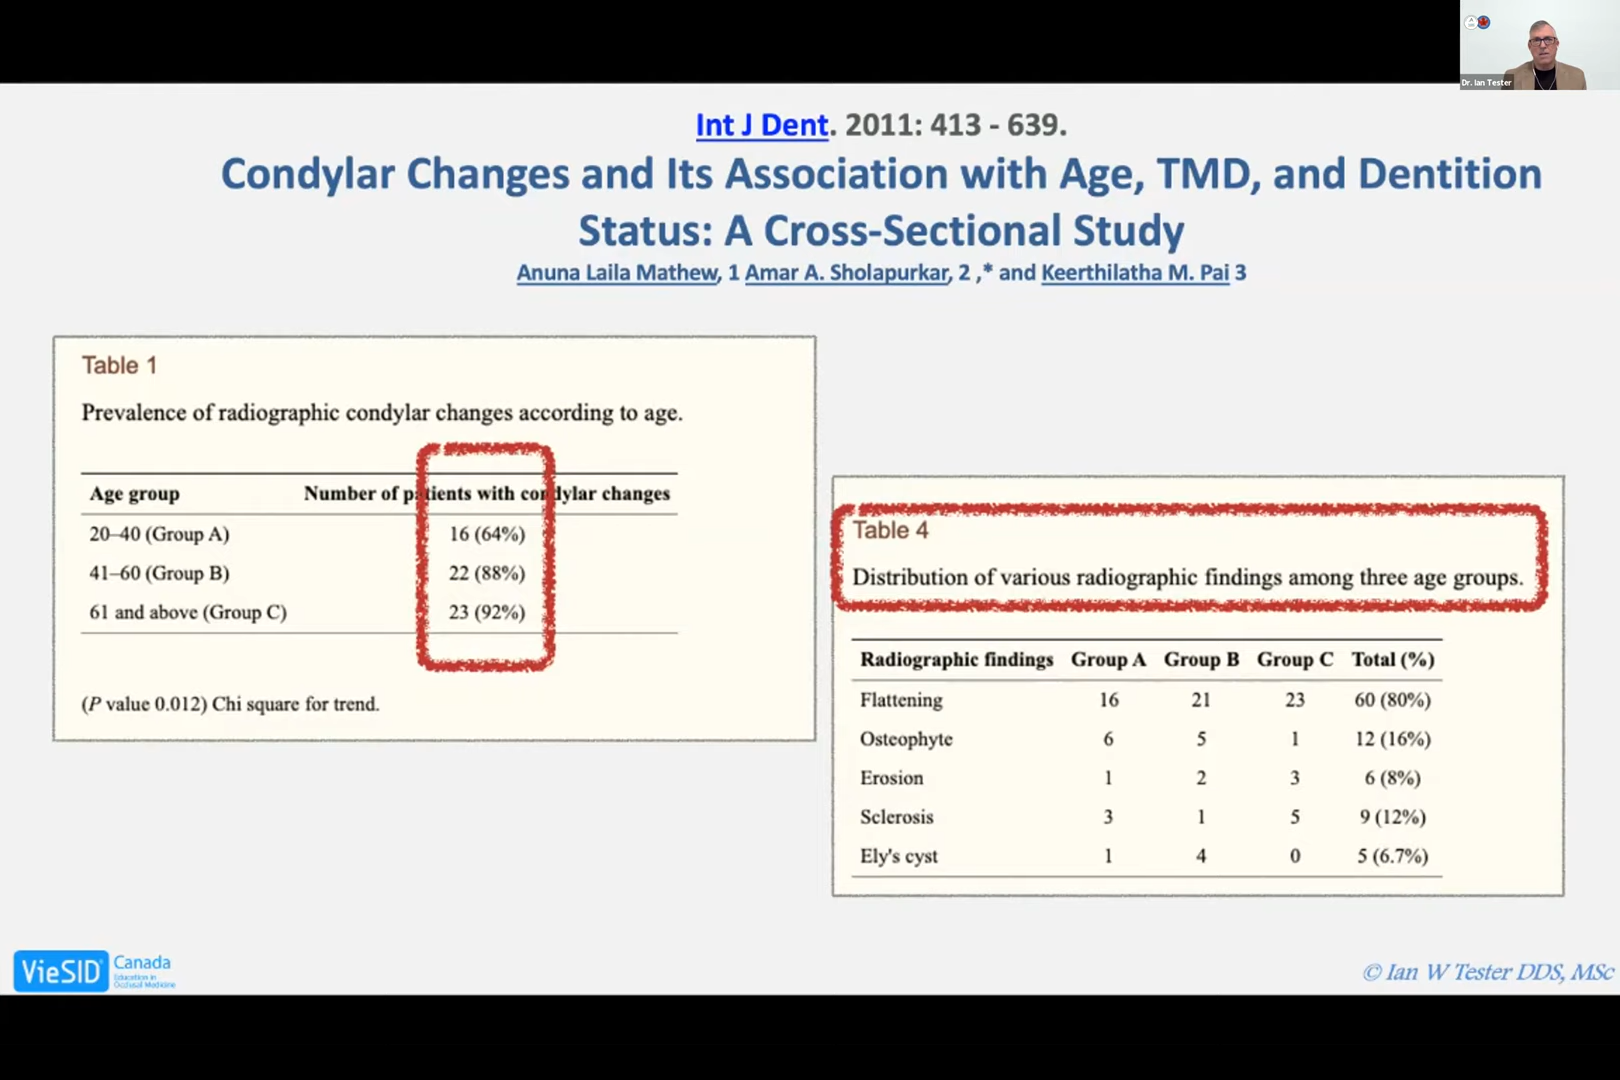 Dr. Ian Tester
Int J Dent. 2011: 413 - 639.
Condylar Changes and Its Association with Age, TMD, and Dentition
Status: A Cross-Sectional Study
Anuna Laila Mathew, 1 Amar A. Sholapurkar, 2 ,* and Keerthilatha M. Pai 3
Table 1
Prevalence of radiographic condylar changes according to age.
Age group Number of patients with condylar changes
20–40 (Group A) 16 (64%)
41–60 (Group B) 22 (88%)
61 and above (Group C) 23 (92%)
(P value 0.012) Chi square for trend.
Table 4
Distribution of various radiographic findings among three age groups.
Radiographic findings Group A Group B Group C Total (%)
Flattening 16 21 23 60 (80%)
Osteophyte 6 5 1 12 (16%)
Erosion 1 2 3 6 (8%)
Sclerosis 3 1 5 9 (12%)
Ely's cyst 1 4 0 5 (6.7%)
VieSID Canada
Education in
Occlusal Medicine
© Ian W Tester DDS, MSc